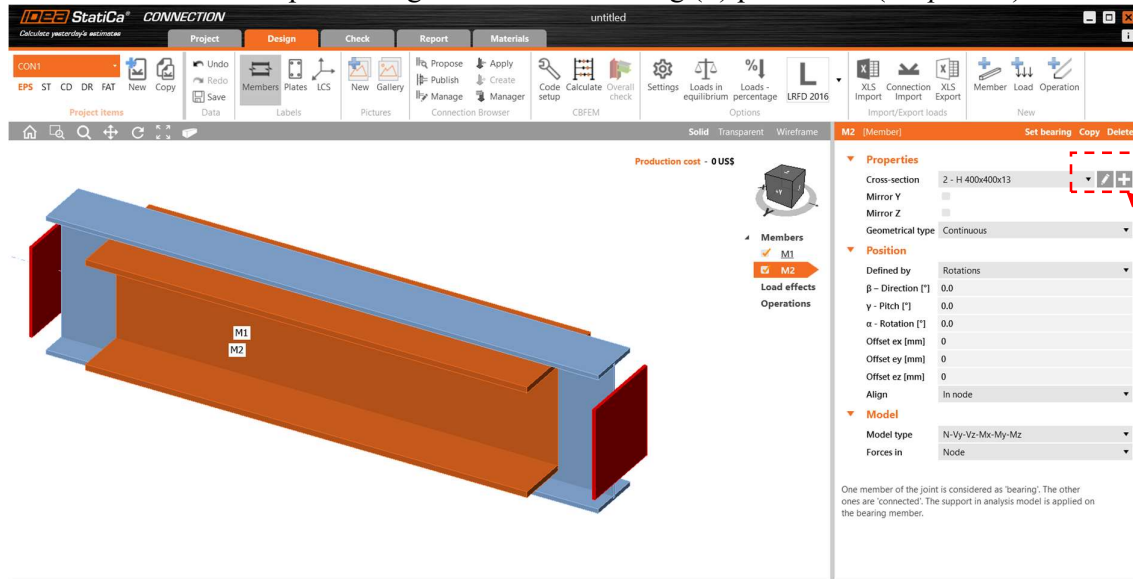 IDEA StatiCa® CONNECTION
untitled
Calculate yesterday's estimates
Project Design Check Report Materials
CON1
EPS ST CD DR FAT
New Copy
Undo
Redo
Save
Members Plates LCS
New Gallery
Propose Apply
Publish Create
Manage Manager
Code setup Calculate Overall check
Settings Loads in equilibrium Loads - percentage LRFD 2016
XLS Import Connection Import XLS Export
Member Load Operation
Project items Data Labels Pictures Connection Browser CBFEM Options Import/Export loads New
Solid Transparent Wireframe
M2 [Member] Set bearing Copy Delete
Production cost - 0 US$
+Y
Members
M1
M2
Load effects
Operations
M1
M2
Properties
Cross-section 2 - H 400x400x13
Mirror Y
Mirror Z
Geometrical type Continuous
Position
Defined by Rotations
β – Direction [°] 0.0
γ - Pitch [°] 0.0
α - Rotation [°] 0.0
Offset ex [mm] 0
Offset ey [mm] 0
Offset ez [mm] 0
Align In node
Model
Model type N-Vy-Vz-Mx-My-Mz
Forces in Node
One member of the joint is considered as 'bearing'. The other
ones are 'connected'. The support in analysis model is applied on
the bearing member.